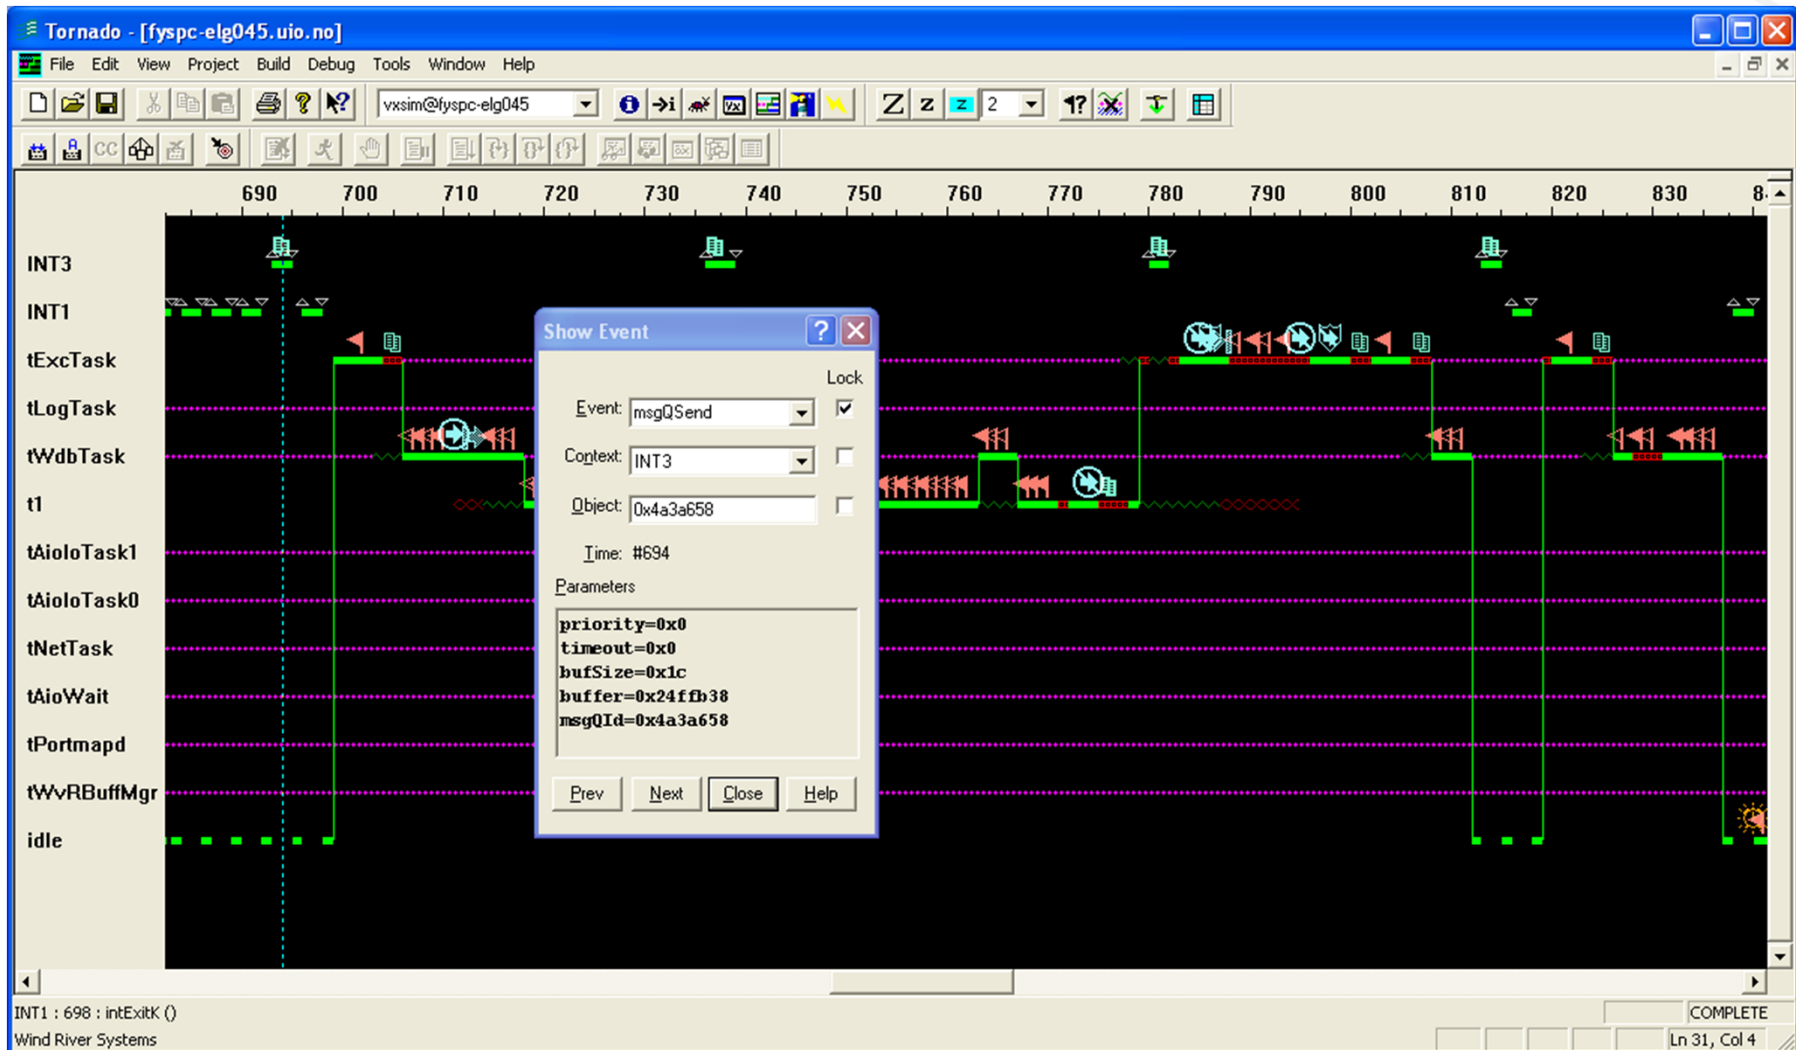 Tornado - [fyspc-elg045.uio.no]
File Edit View Project Build Debug Tools Window Help
vxsim@fyspc-elg045
Z z z 2
CC
690 700 710 720 730 740 750 760 770 780 790 800 810 820 830 8
INT3
INT1
tExcTask
tLogTask
tWdbTask
t1
tAioIoTask1
tAioIoTask0
tNetTask
tAioWait
tPortmapd
tWvRBuffMgr
idle
Show Event
Lock
Event: msgQSend
Context: INT3
Object: 0x4a3a658
Time: #694
Parameters
priority=0x0
timeout=0x0
bufSize=0x1c
buffer=0x24ffb38
msgQId=0x4a3a658
Prev Next Close Help
INT1 : 698 : intExitK () COMPLETE
Wind River Systems Ln 31, Col 4